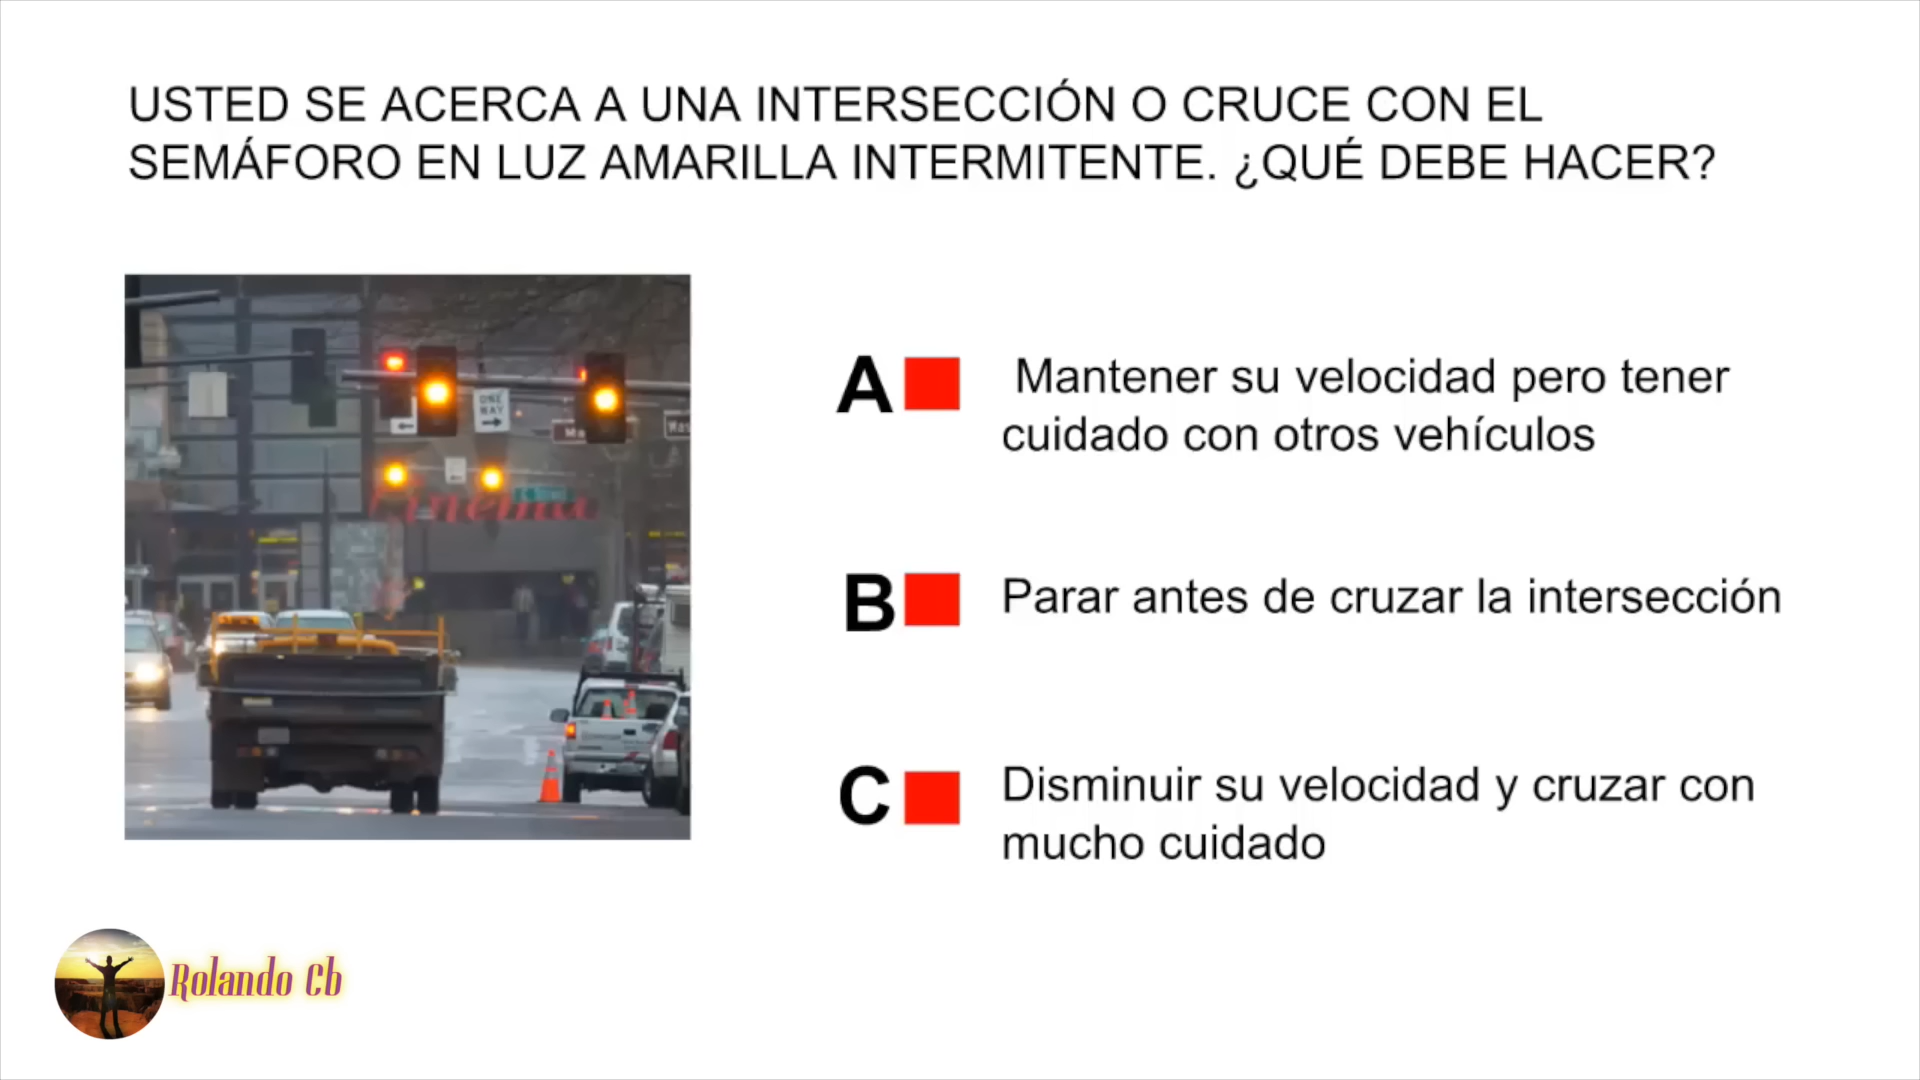 USTED SE ACERCA A UNA INTERSECCIÓN O CRUCE CON EL
SEMÁFORO EN LUZ AMARILLA INTERMITENTE. ¿QUÉ DEBE HACER?
ONE
WAY
Cinema
A Mantener su velocidad pero tener
cuidado con otros vehículos
B Parar antes de cruzar la intersección
C Disminuir su velocidad y cruzar con
mucho cuidado
Rolando Cb